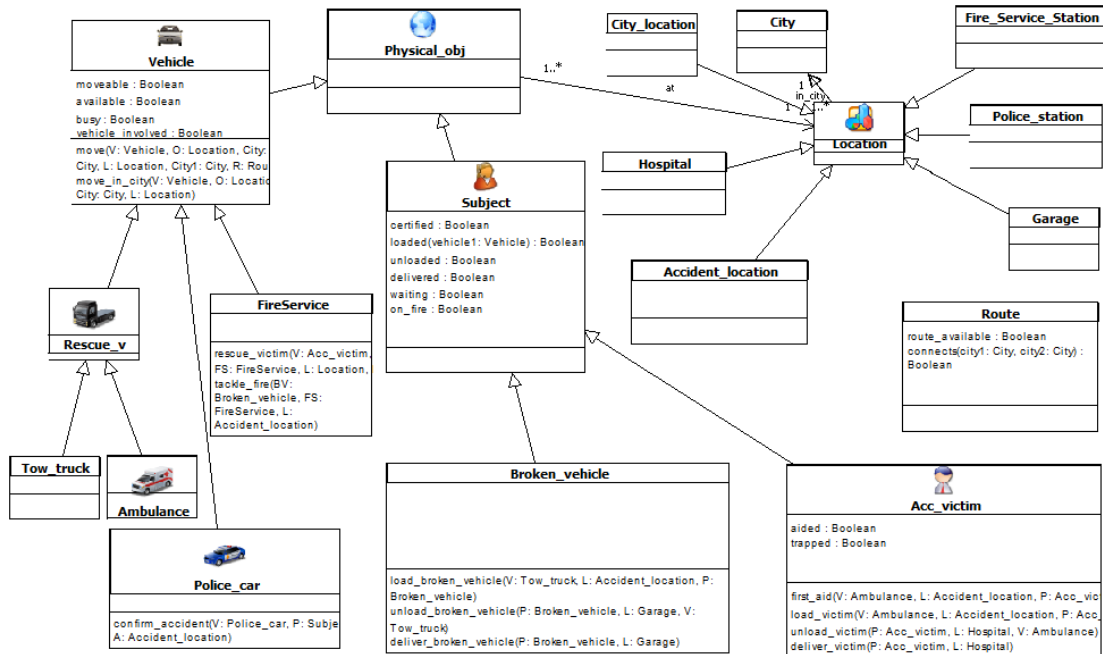 Vehicle
moveable : Boolean
available : Boolean
busy : Boolean
vehicle_involved : Boolean
move(V: Vehicle, O: Location, City:
City, L: Location, City1: City, R: Rou
move_in_city(V: Vehicle, O: Locatio
City: City, L: Location)
Physical_obj
1..*
at
1
City_location
City
1
in_city
1..*
Location
Fire_Service_Station
Police_station
Garage
Hospital
Accident_location
Route
route_available : Boolean
connects(city1: City, city2: City) :
Boolean
Subject
certified : Boolean
loaded(vehicle1: Vehicle) : Boolean
unloaded : Boolean
delivered : Boolean
waiting : Boolean
on_fire : Boolean
Rescue_v
FireService
rescue_victim(V: Acc_victim,
FS: FireService, L: Location,
tackle_fire(BV:
Broken_vehicle, FS:
FireService, L:
Accident_location)
Tow_truck
Ambulance
Police_car
confirm_accident(V: Police_car, P: Subje
A: Accident_location)
Broken_vehicle
load_broken_vehicle(V: Tow_truck, L: Accident_location, P:
Broken_vehicle)
unload_broken_vehicle(P: Broken_vehicle, L: Garage, V:
Tow_truck)
deliver_broken_vehicle(P: Broken_vehicle, L: Garage)
Acc_victim
aided : Boolean
trapped : Boolean
first_aid(V: Ambulance, L: Accident_location, P: Acc_vic
load_victim(V: Ambulance, L: Accident_location, P: Acc_
unload_victim(P: Acc_victim, L: Hospital, V: Ambulance)
deliver_victim(P: Acc_victim, L: Hospital)